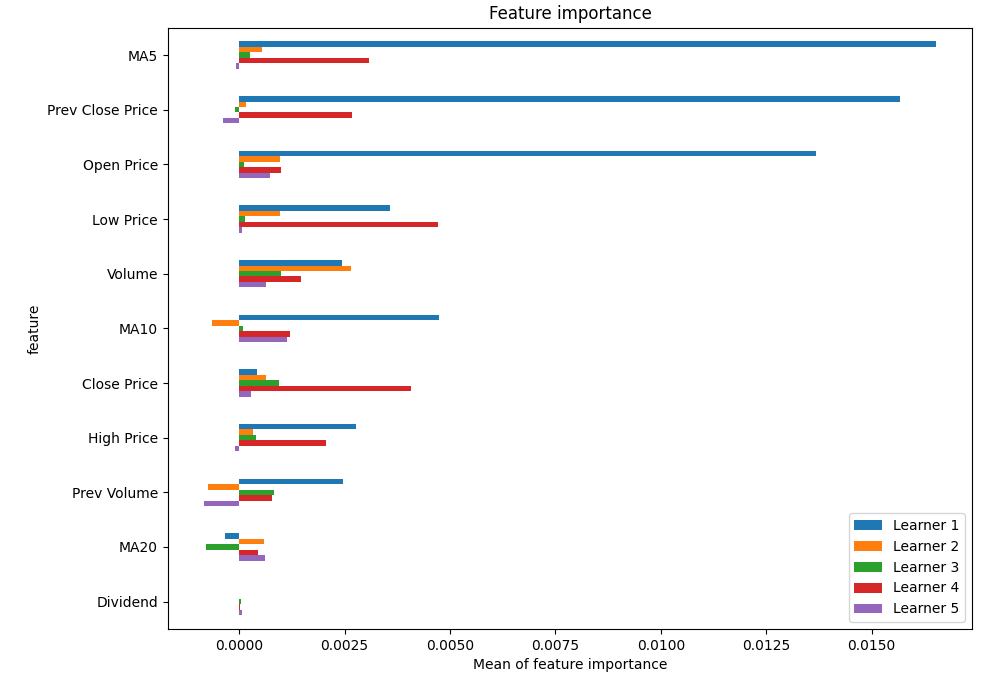 Feature importance
MA5
Prev Close Price
Open Price
Low Price
Volume
MA10
Close Price
High Price
Prev Volume
MA20
Dividend
feature
Learner 1
Learner 2
Learner 3
Learner 4
Learner 5
0.0000 0.0025 0.0050 0.0075 0.0100 0.0125 0.0150
Mean of feature importance